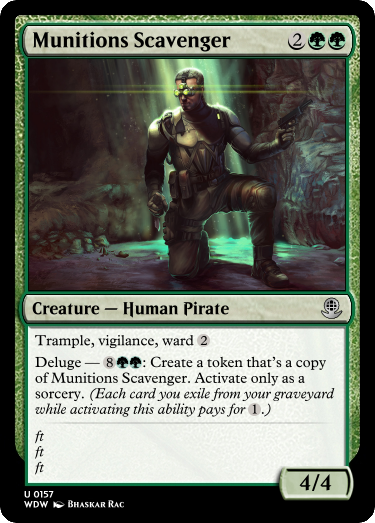 Munitions Scavenger 2
Creature — Human Pirate
Trample, vigilance, ward 2
Deluge — 8: Create a token that's a copy
of Munitions Scavenger. Activate only as a
sorcery. (Each card you exile from your graveyard
while activating this ability pays for 1.)
ft
ft
ft
4/4
U 0157
WDW Bhaskar Rac